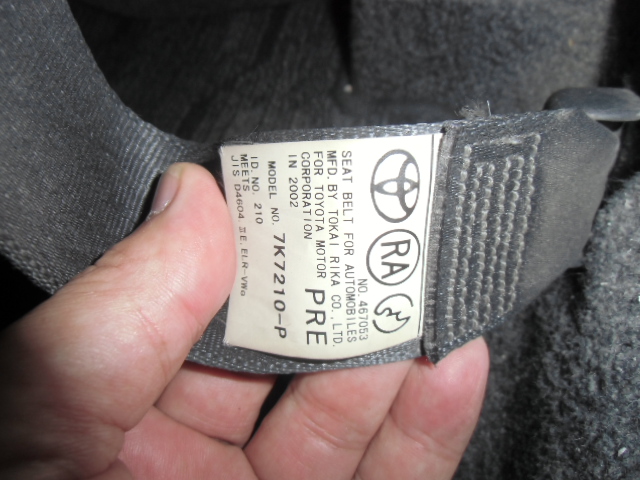 RA
NO. 467053
SEAT BELT FOR AUTOMOBILES
MFD. BY TOKAI RIKA CO., LTD.
FOR TOYOTA MOTOR
CORPORATION
IN 2002
PRE
MODEL NO. 7K7210-P
ID NO. 210
MEETS
JIS D4604